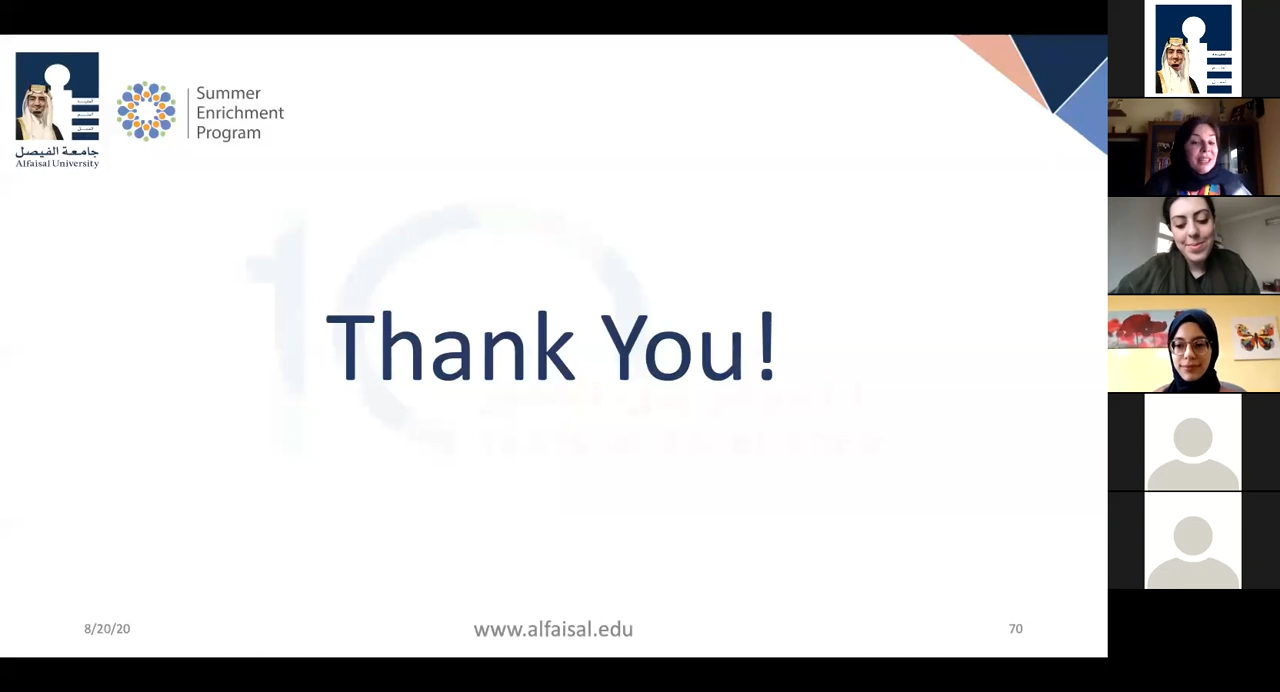 جامعة الفيصل
Alfaisal University
Summer
Enrichment
Program
Thank You!
8/20/20
www.alfaisal.edu
70